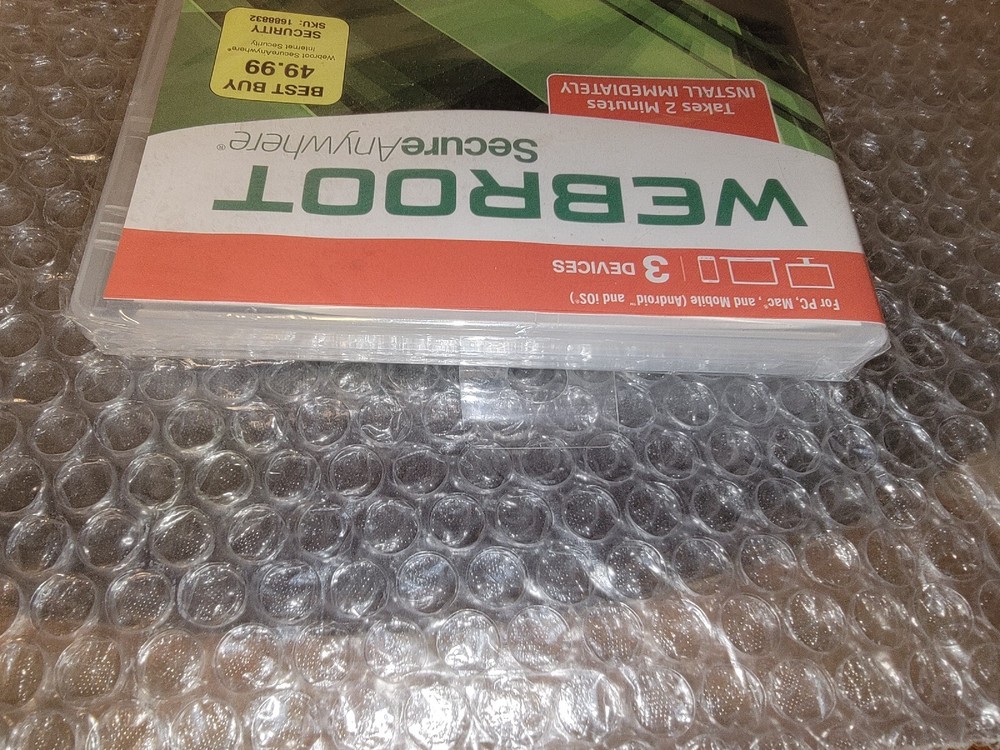 For PC, Mac®, and Mobile (Android™ and iOS®)
3 DEVICES
WEBROOT
SecureAnywhere®
INSTALL IMMEDIATELY
Takes 2 Minutes
BEST BUY
49.99
Webroot SecureAnywhere®
Internet Security
SECURITY
SKU: 1688832